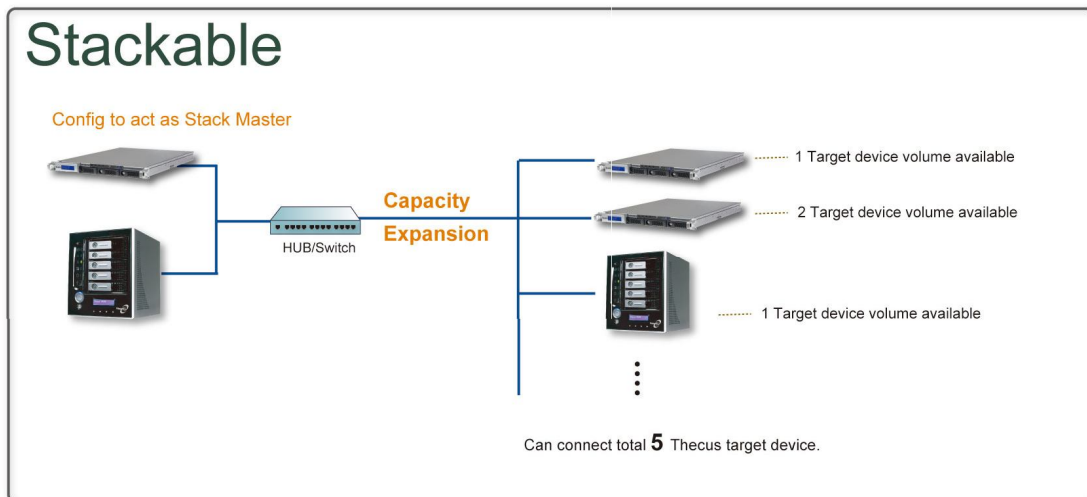 Stackable
Config to act as Stack Master
1 Target device volume available
Capacity
2 Target device volume available
Expansion
HUB/Switch
1 Target device volume available
Can connect total 5 Thecus target device.